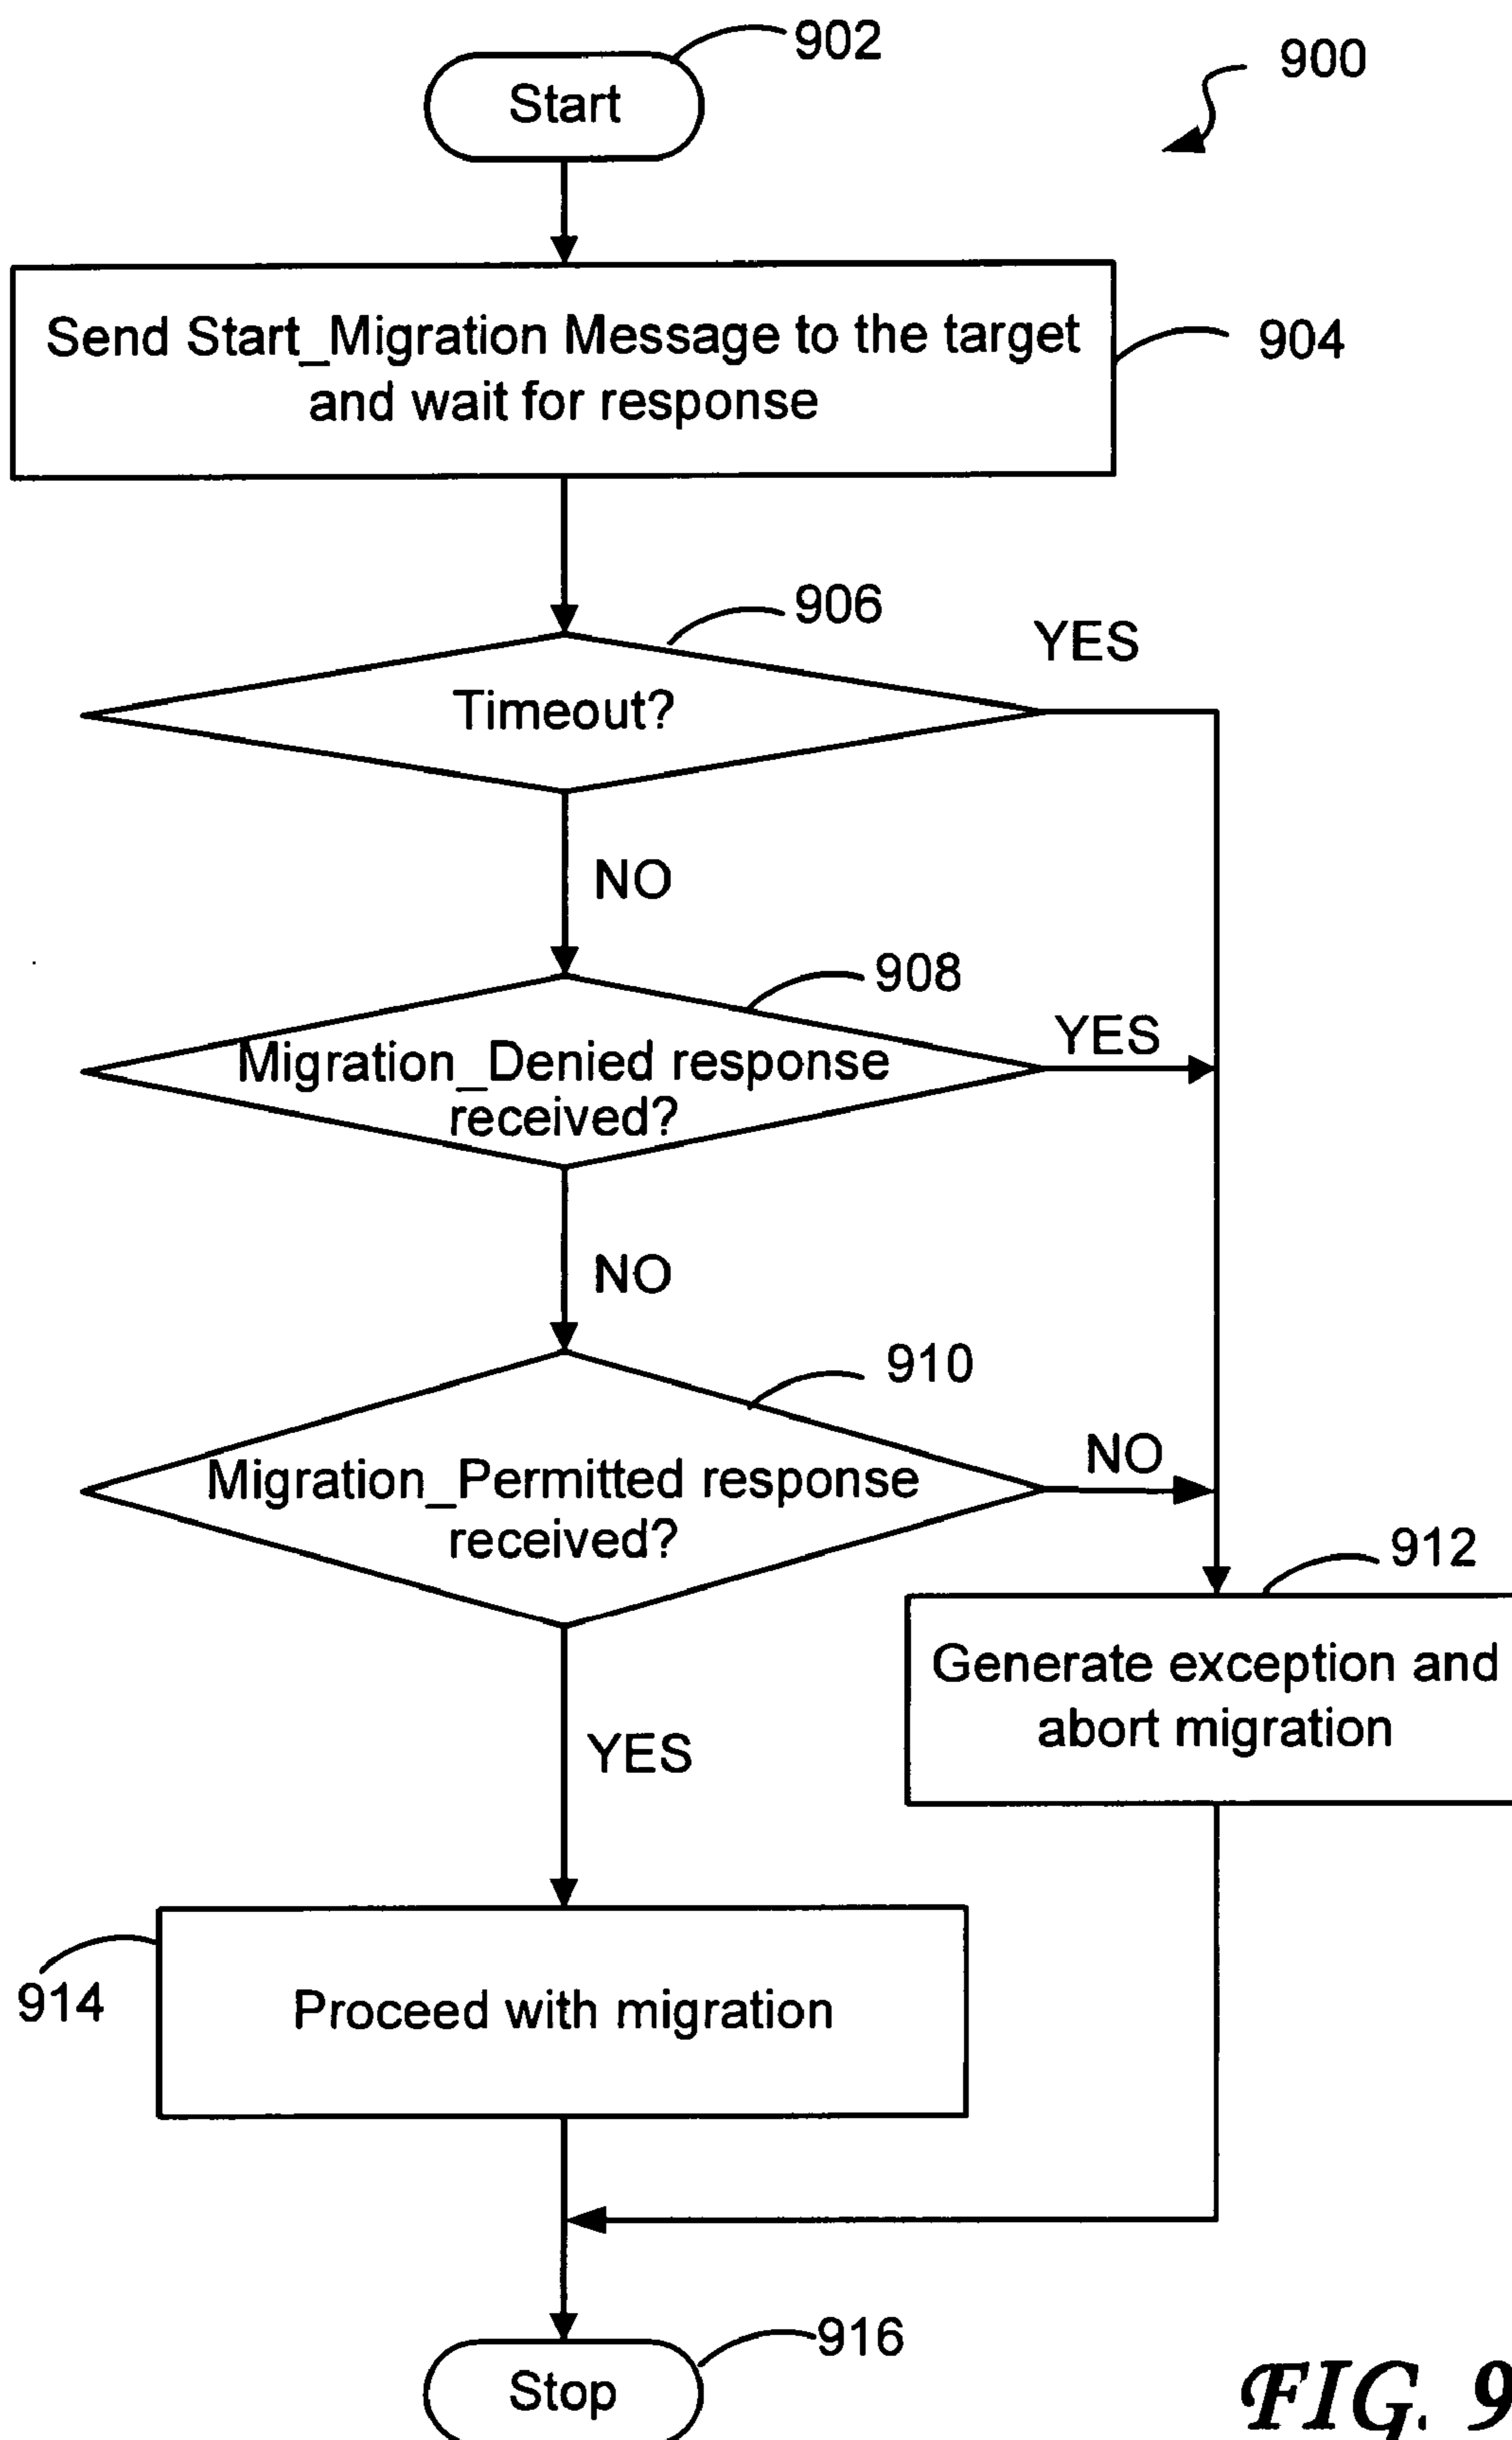 902
900
Start
Send Start_Migration Message to the target
and wait for response
904
906
YES
Timeout?
NO
908
YES
Migration_Denied response
received?
NO
910
NO
Migration_Permitted response
received?
912
Generate exception and
abort migration
YES
914
Proceed with migration
916
Stop
FIG. 9